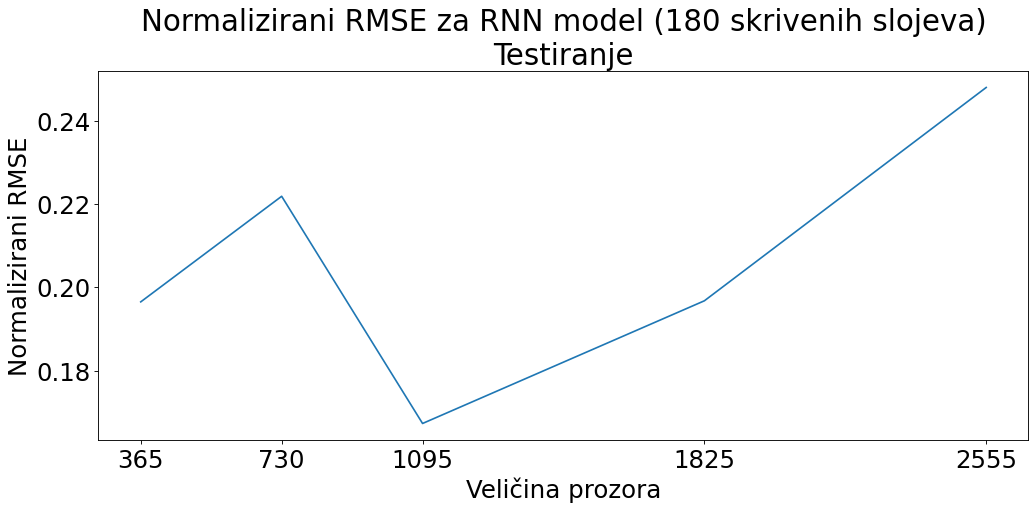 Normalizirani RMSE za RNN model (180 skrivenih slojeva)
Testiranje
Normalizirani RMSE
0.24
0.22
0.20
0.18
365 730 1095 1825 2555
Veličina prozora